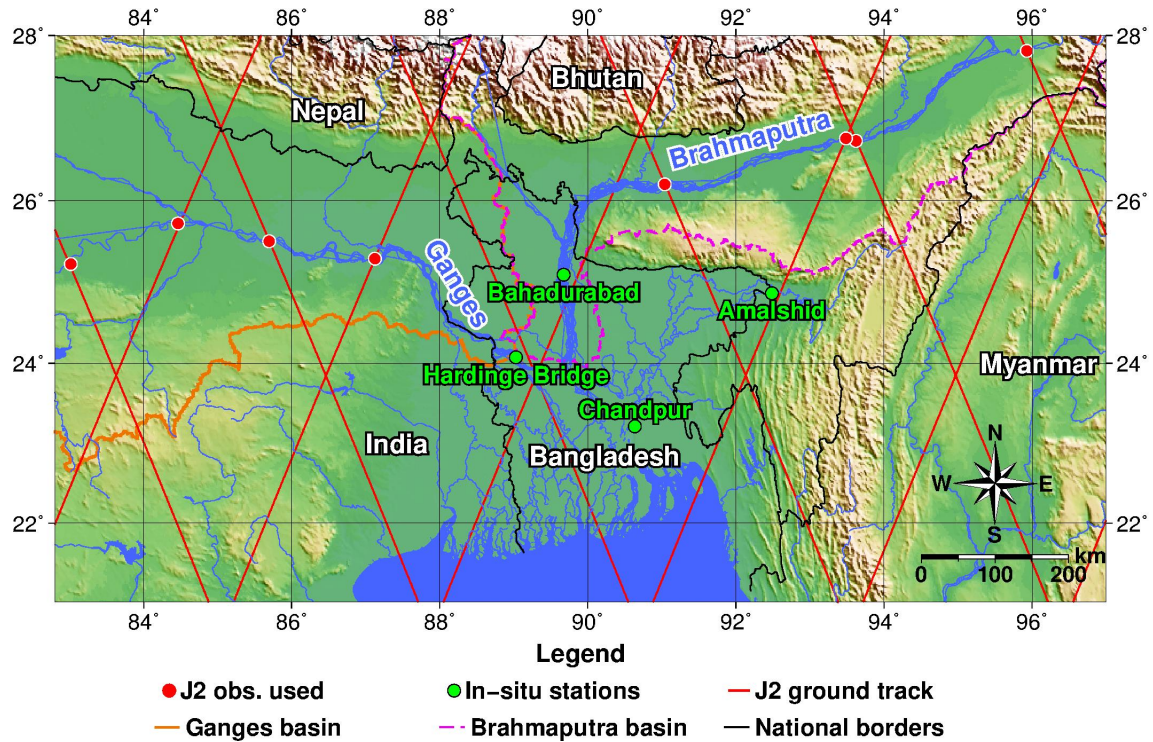 84˚ 86˚ 88˚ 90˚ 92˚ 94˚ 96˚
28˚ 28˚
Bhutan
Nepal
Brahmaputra
26˚ 26˚
Ganges
Bahadurabad
Amalshid
24˚ 24˚
Hardinge Bridge
Myanmar
Chandpur
India
Bangladesh
N
W E
S
22˚ 22˚
km
0 100 200
84˚ 86˚ 88˚ 90˚ 92˚ 94˚ 96˚
Legend
J2 obs. used In−situ stations J2 ground track
Ganges basin Brahmaputra basin National borders